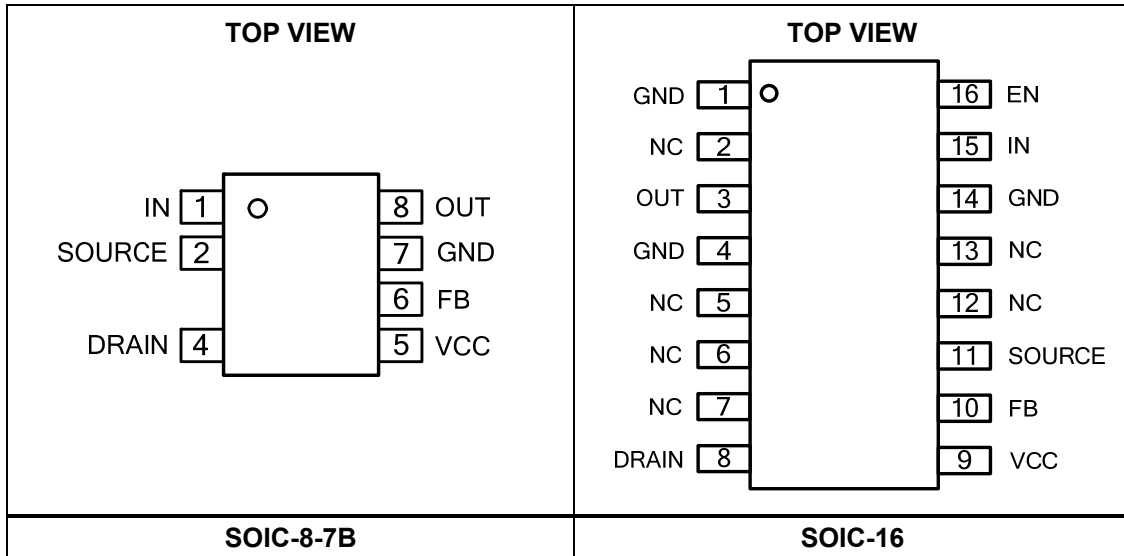 TOP VIEW
IN 1 8 OUT
SOURCE 2 7 GND
6 FB
DRAIN 4 5 VCC
SOIC-8-7B
TOP VIEW
GND 1 16 EN
NC 2 15 IN
OUT 3 14 GND
GND 4 13 NC
NC 5 12 NC
NC 6 11 SOURCE
NC 7 10 FB
DRAIN 8 9 VCC
SOIC-16